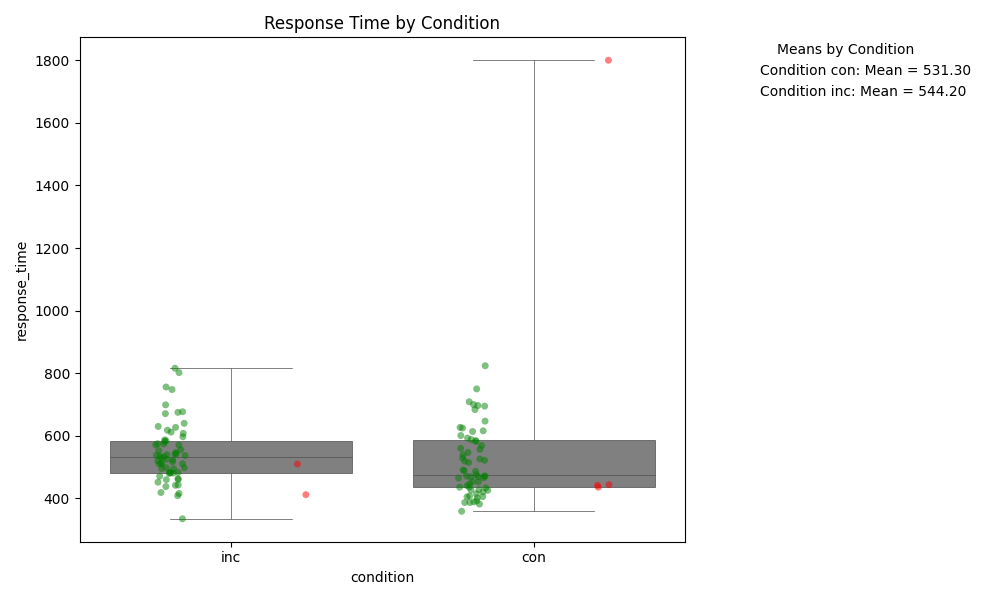 Response Time by Condition
Means by Condition
Condition con: Mean = 531.30
Condition inc: Mean = 544.20
1800
1600
1400
1200
1000
800
600
400
response_time
inc
con
condition